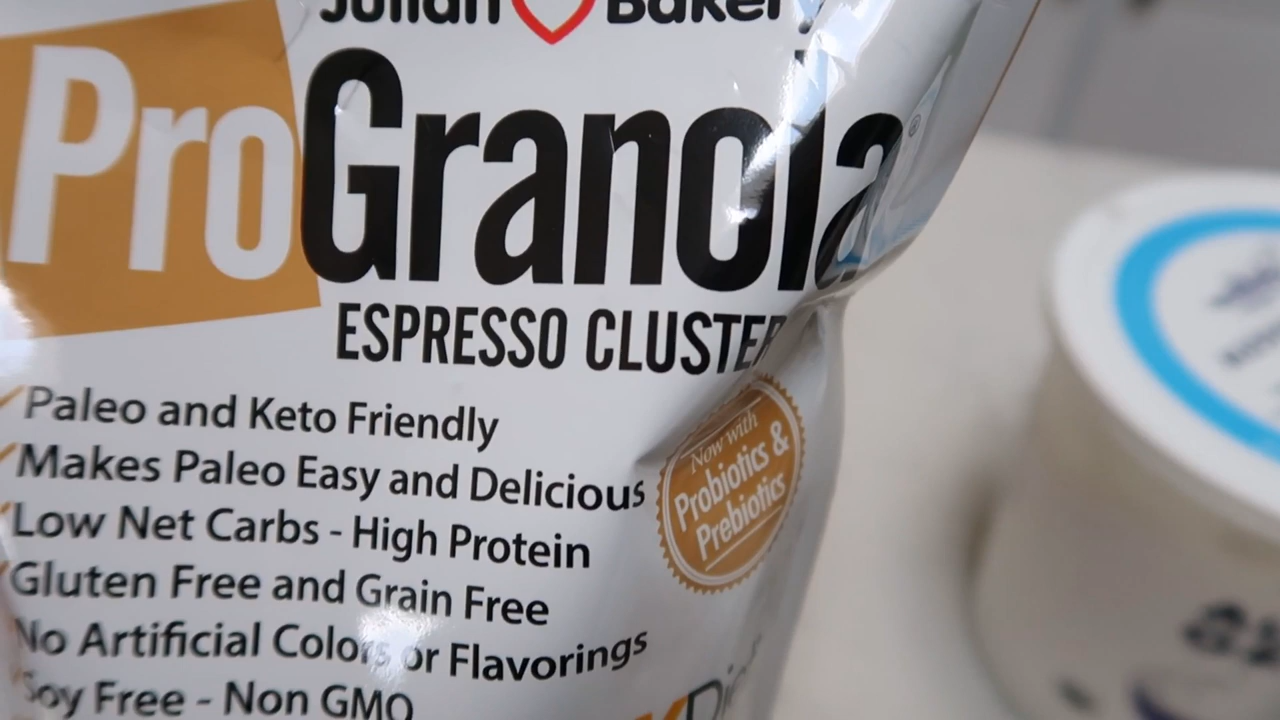 Julian Baker
ProGranola®
ESPRESSO CLUSTER
Paleo and Keto Friendly
Makes Paleo Easy and Delicious
Low Net Carbs - High Protein
Gluten Free and Grain Free
No Artificial Colors or Flavorings
Soy Free - Non GMO
Now with
Probiotics &
Prebiotics